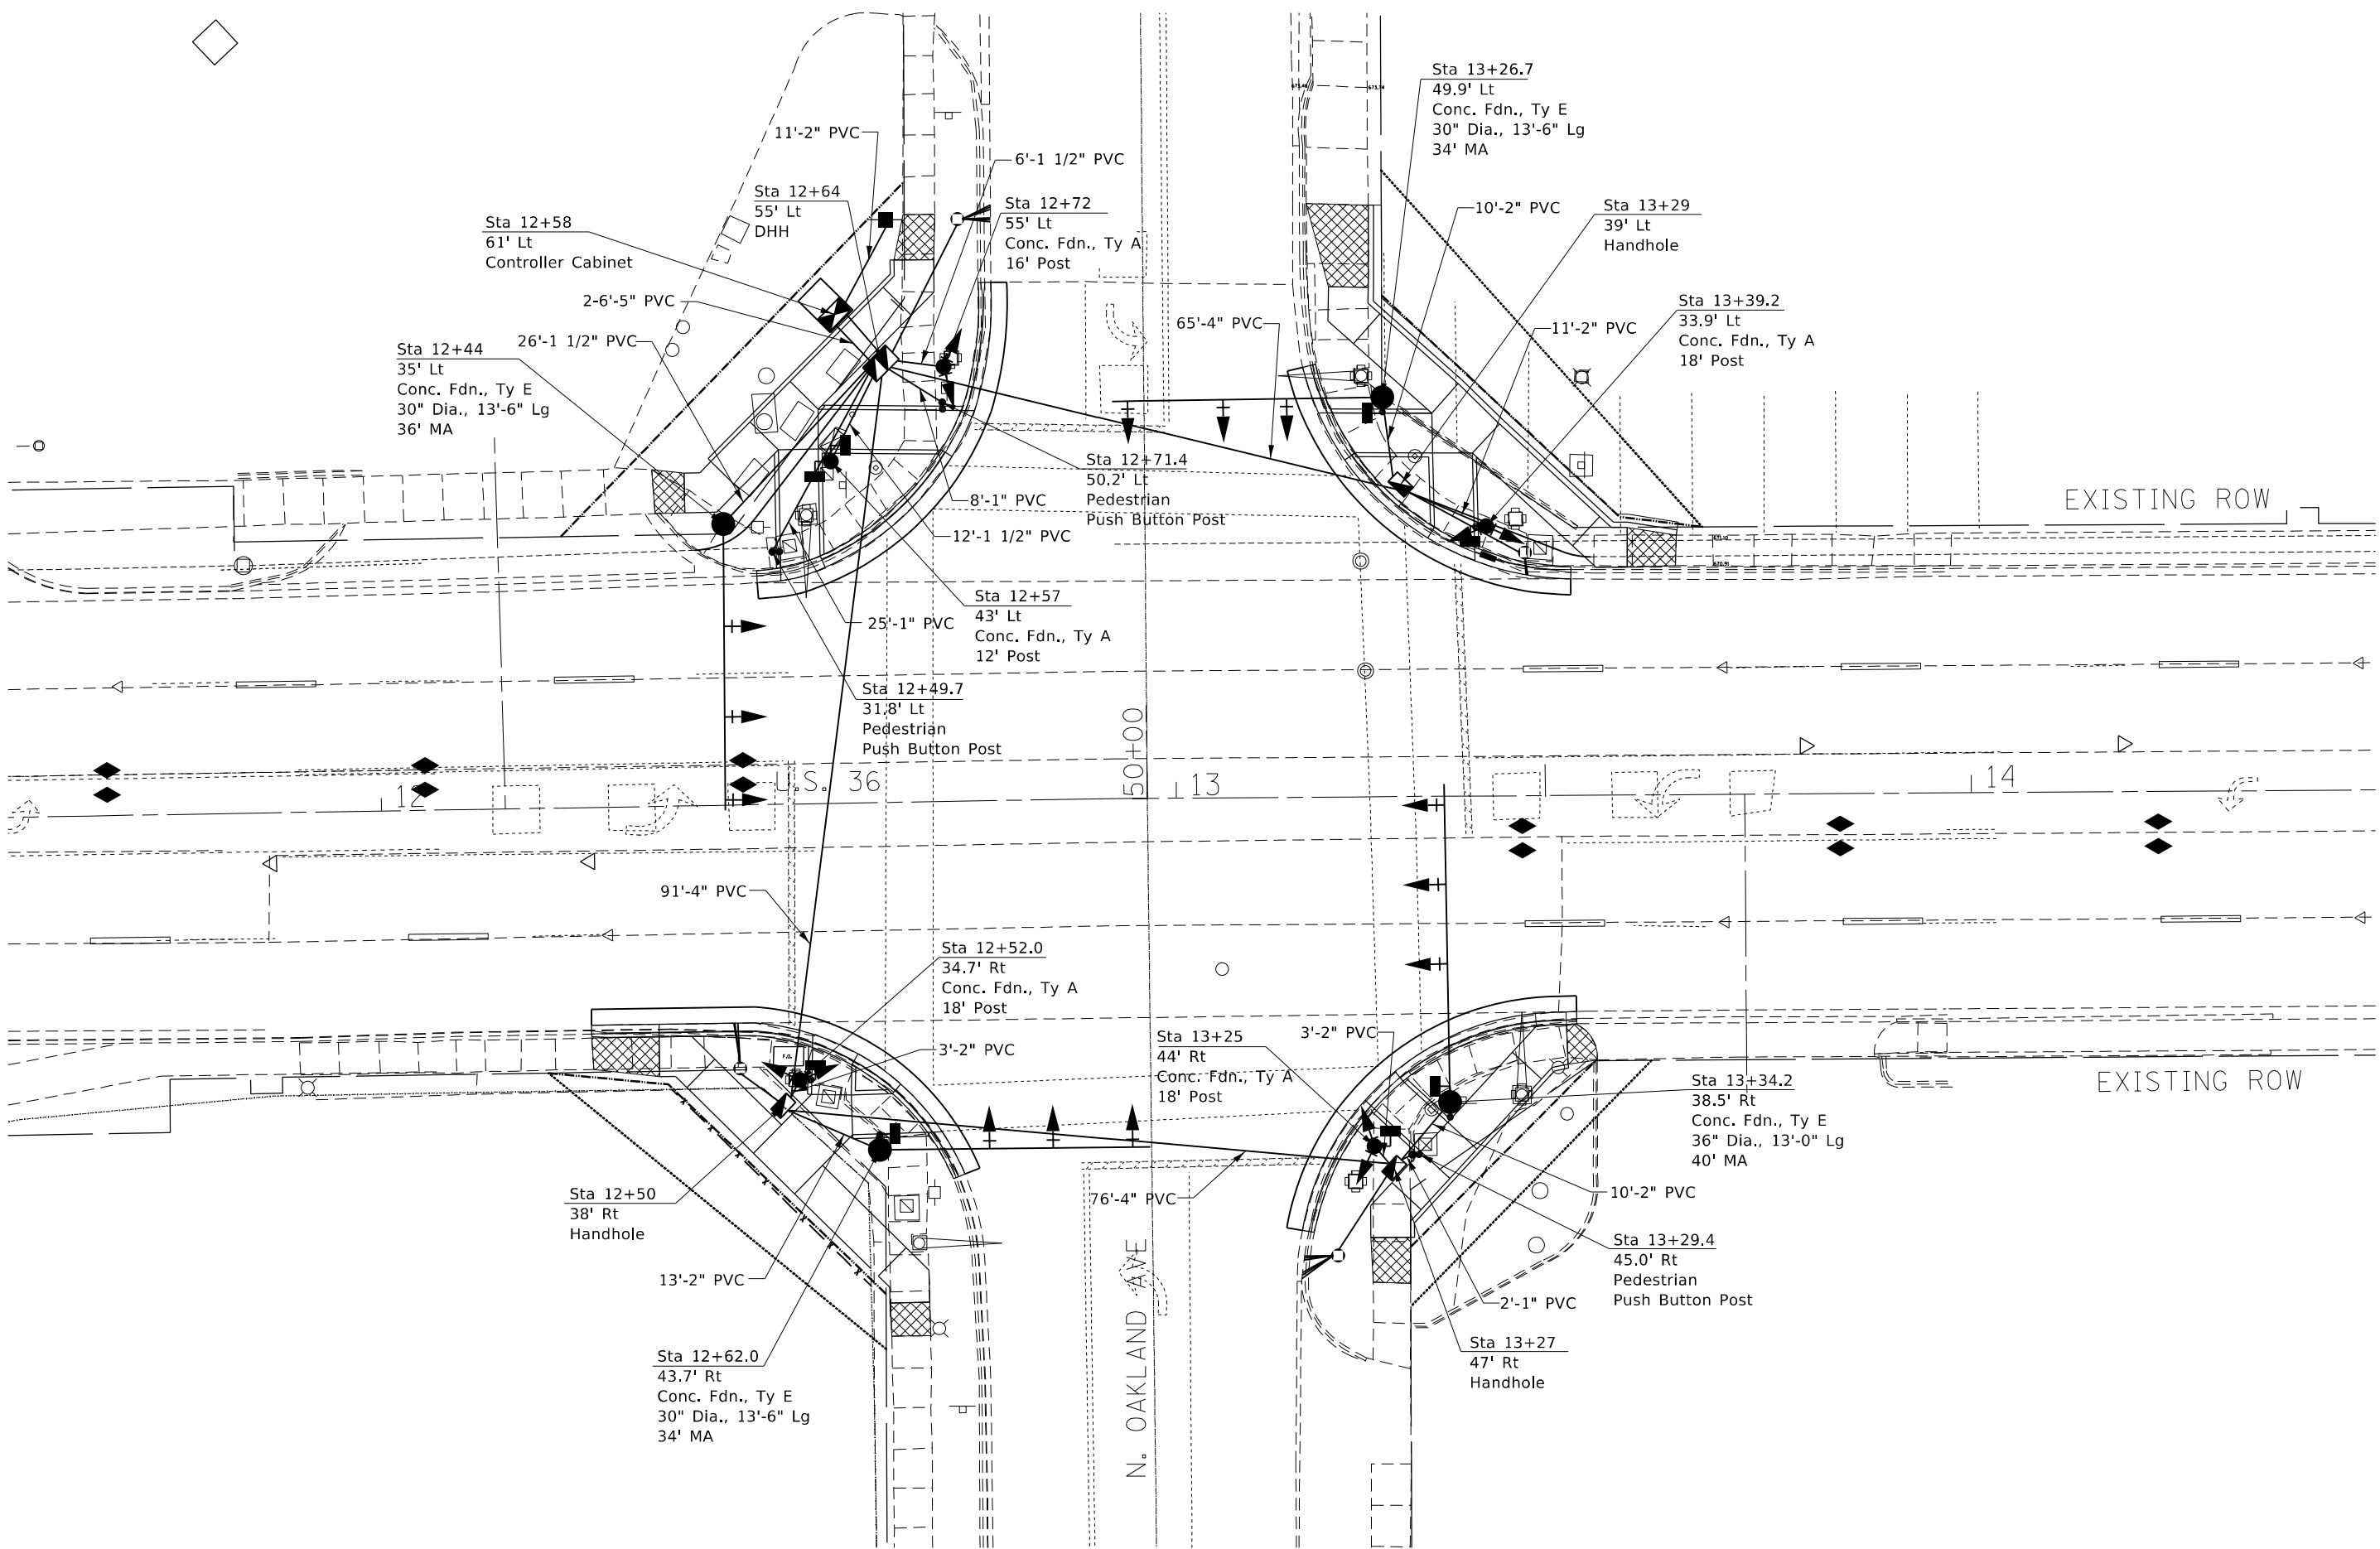 Sta 13+26.7
49.9' Lt
Conc. Fdn., Ty E
30" Dia., 13'-6" Lg
34' MA
11'-2" PVC
6'-1 1/2" PVC
Sta 12+64
55' Lt
DHH
Sta 12+72
55' Lt
Conc. Fdn., Ty A
16' Post
10'-2" PVC
Sta 13+29
39' Lt
Handhole
Sta 12+58
61' Lt
Controller Cabinet
2-6'-5" PVC
Sta 13+39.2
33.9' Lt
Conc. Fdn., Ty A
18' Post
65'-4" PVC
11'-2" PVC
26'-1 1/2" PVC
Sta 12+44
35' Lt
Conc. Fdn., Ty E
30" Dia., 13'-6" Lg
36' MA
Sta 12+71.4
50.2' Lt
Pedestrian
Push Button Post
8'-1" PVC
12'-1 1/2" PVC
EXISTING ROW
Sta 12+57
43' Lt
Conc. Fdn., Ty A
12' Post
25'-1" PVC
Sta 12+49.7
31.8' Lt
Pedestrian
Push Button Post
12
U.S. 36
50+00
13
14
91'-4" PVC
Sta 12+52.0
34.7' Rt
Conc. Fdn., Ty A
18' Post
3'-2" PVC
Sta 13+25
44' Rt
Conc. Fdn., Ty A
18' Post
3'-2" PVC
EXISTING ROW
Sta 13+34.2
38.5' Rt
Conc. Fdn., Ty E
36" Dia., 13'-0" Lg
40' MA
Sta 12+50
38' Rt
Handhole
76'-4" PVC
10'-2" PVC
13'-2" PVC
Sta 13+29.4
45.0' Rt
Pedestrian
Push Button Post
2'-1" PVC
N. OAKLAND AVE
Sta 13+27
47' Rt
Handhole
Sta 12+62.0
43.7' Rt
Conc. Fdn., Ty E
30" Dia., 13'-6" Lg
34' MA